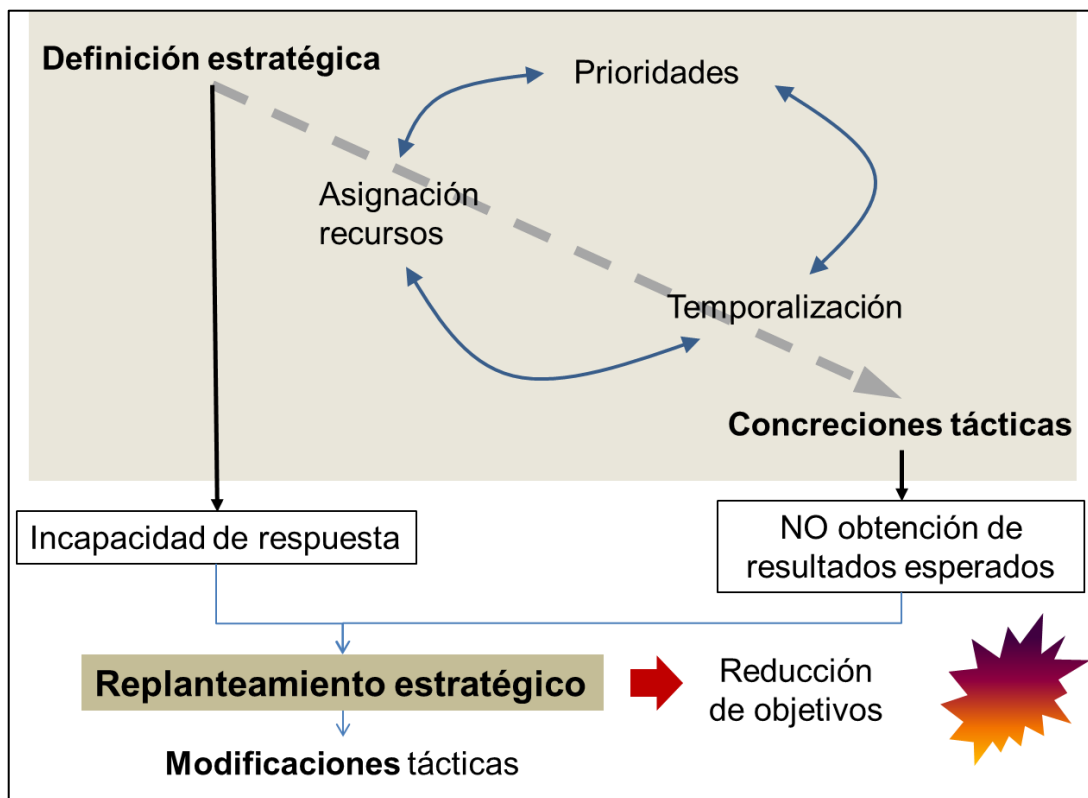 Definición estratégica
Prioridades
Asignación
recursos
Temporalización
Concreciones tácticas
Incapacidad de respuesta
NO obtención de
resultados esperados
Replanteamiento estratégico
Reducción
de objetivos
Modificaciones tácticas